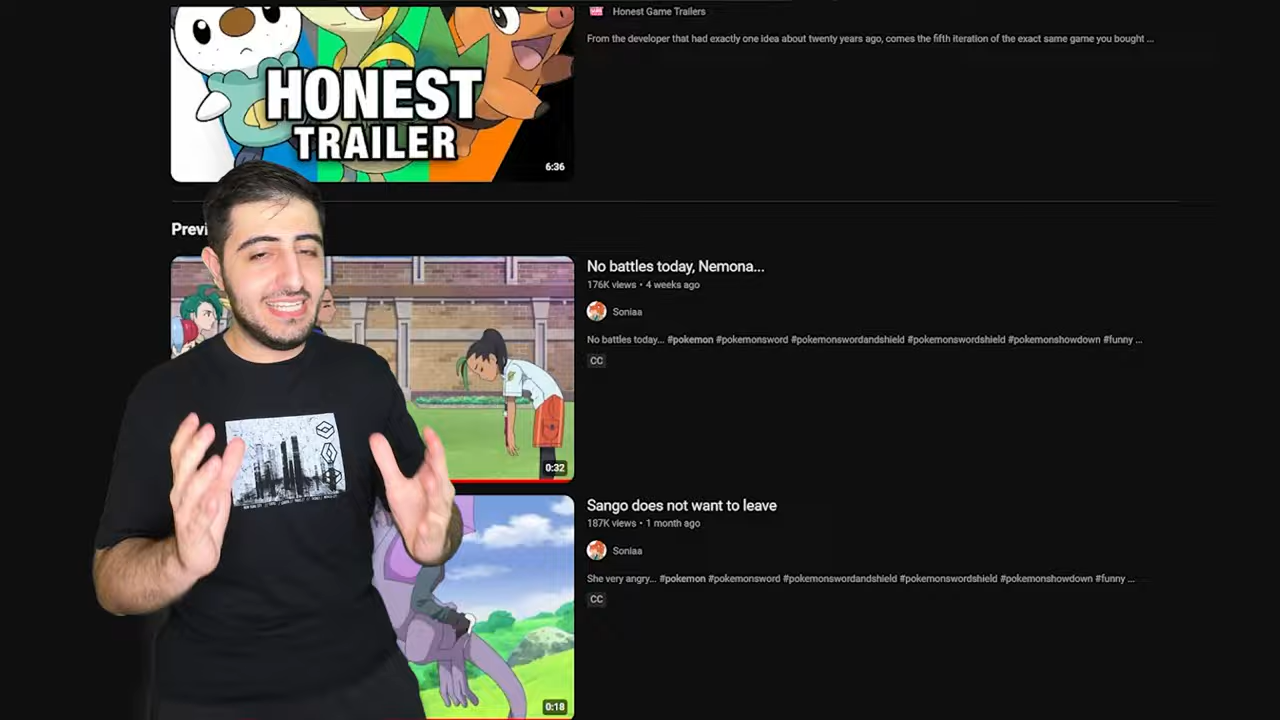 Honest Game Trailers
From the developer that had exactly one idea about twenty years ago, comes the fifth iteration of the exact same game you bought ...
HONEST
TRAILER
6:36
Previ
No battles today, Nemona...
176K views • 4 weeks ago
Soniaa
No battles today... #pokemon #pokemonsword #pokemonswordandshield #pokemonswordshield #pokemonshowdown #funny ...
CC
0:32
Sango does not want to leave
187K views • 1 month ago
Soniaa
She very angry... #pokemon #pokemonsword #pokemonswordandshield #pokemonswordshield #pokemonshowdown #funny ...
CC
0:18